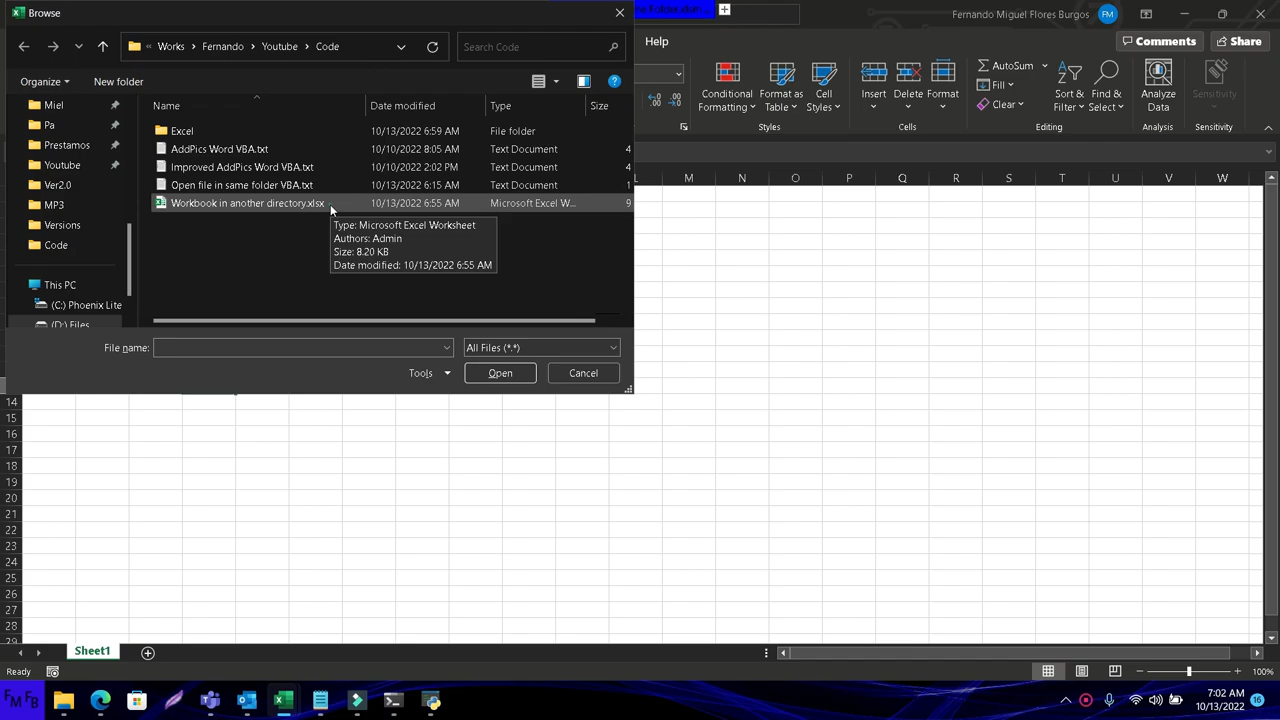 Browse
Fernando Miguel Flores Burgos FM
Works Fernando Youtube Code
Search Code
Help
Comments
Share
Organize New folder
AutoSum
Fill
Clear
Conditional Formatting
Format as Table
Cell Styles
Insert
Delete
Format
Sort & Filter
Find & Select
Analyze Data
Sensitivity
Styles
Cells
Editing
Analysis
Sensitivity
Miel
Pa
Prestamos
Youtube
Ver2.0
MP3
Versions
Code
This PC
(C:) Phoenix Lite
(D:) Files
Name Date modified Type Size
Excel 10/13/2022 6:59 AM File folder
AddPics Word VBA.txt 10/10/2022 8:05 AM Text Document 4
Improved AddPics Word VBA.txt 10/10/2022 2:02 PM Text Document 4
Open file in same folder VBA.txt 10/13/2022 6:15 AM Text Document 1
Workbook in another directory.xlsx 10/13/2022 6:55 AM Microsoft Excel W... 9
Type: Microsoft Excel Worksheet
Authors: Admin
Size: 8.20 KB
Date modified: 10/13/2022 6:55 AM
File name: All Files (*.*)
Tools Open Cancel
M N O P Q R S T U V W
14
15
16
17
18
19
20
21
22
23
24
25
26
27
28
29
Sheet1
Ready
100%
FM FB
7:02 AM
10/13/2022
16